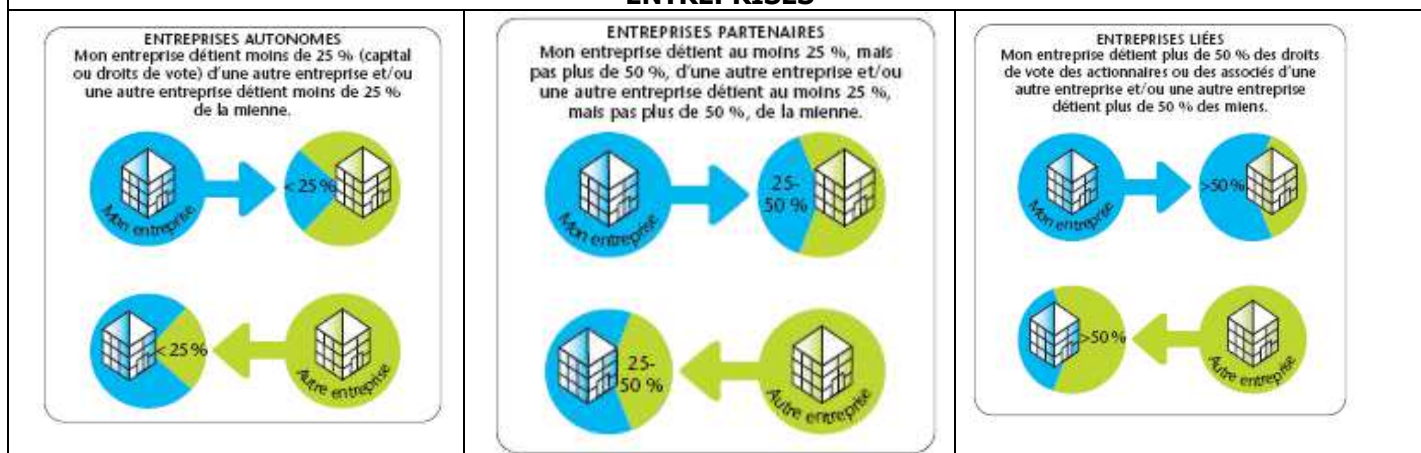 ENTREPRISES
ENTREPRISES AUTONOMES
Mon entreprise détient moins de 25 % (capital
ou droits de vote) d'une autre entreprise et/ou
une autre entreprise détient moins de 25 %
de la mienne.
< 25 %
Mon entreprise
< 25 %
Autre entreprise
ENTREPRISES PARTENAIRES
Mon entreprise détient au moins 25 %, mais
pas plus de 50 %, d'une autre entreprise et/ou
une autre entreprise détient au moins 25 %,
mais pas plus de 50 %, de la mienne.
25-
50 %
Mon entreprise
25-
50 %
Autre entreprise
ENTREPRISES LIÉES
Mon entreprise détient plus de 50 % des droits
de vote des actionnaires ou des associés d'une
autre entreprise et/ou une autre entreprise
détient plus de 50 % des miens.
>50 %
Mon entreprise
>50 %
Autre entreprise